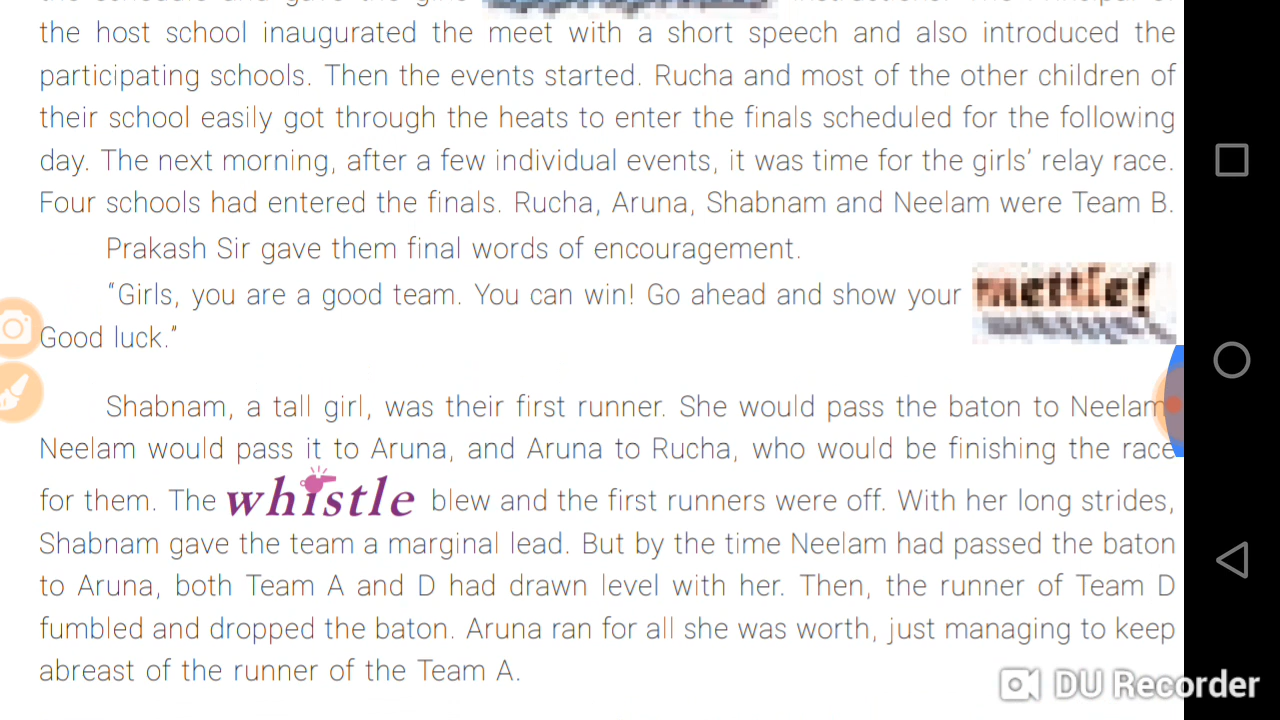 the schedule and gave the girls instructions. The Principal of
the host school inaugurated the meet with a short speech and also introduced the
participating schools. Then the events started. Rucha and most of the other children of
their school easily got through the heats to enter the finals scheduled for the following
day. The next morning, after a few individual events, it was time for the girls’ relay race.
Four schools had entered the finals. Rucha, Aruna, Shabnam and Neelam were Team B.
Prakash Sir gave them final words of encouragement.
“Girls, you are a good team. You can win! Go ahead and show your mettle!
Good luck.”
Shabnam, a tall girl, was their first runner. She would pass the baton to Neelam
Neelam would pass it to Aruna, and Aruna to Rucha, who would be finishing the race
for them. The whistle blew and the first runners were off. With her long strides,
Shabnam gave the team a marginal lead. But by the time Neelam had passed the baton
to Aruna, both Team A and D had drawn level with her. Then, the runner of Team D
fumbled and dropped the baton. Aruna ran for all she was worth, just managing to keep
abreast of the runner of the Team A.
DU Recorder